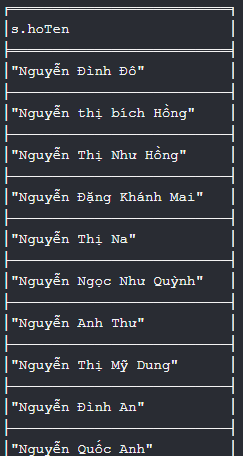 s.hoTen
"Nguyễn Đình Đô"
"Nguyễn thị bích Hồng"
"Nguyễn Thị Như Hồng"
"Nguyễn Đặng Khánh Mai"
"Nguyễn Thị Na"
"Nguyễn Ngọc Như Quỳnh"
"Nguyễn Anh Thư"
"Nguyễn Thị Mỹ Dung"
"Nguyễn Đình An"
"Nguyễn Quốc Anh"